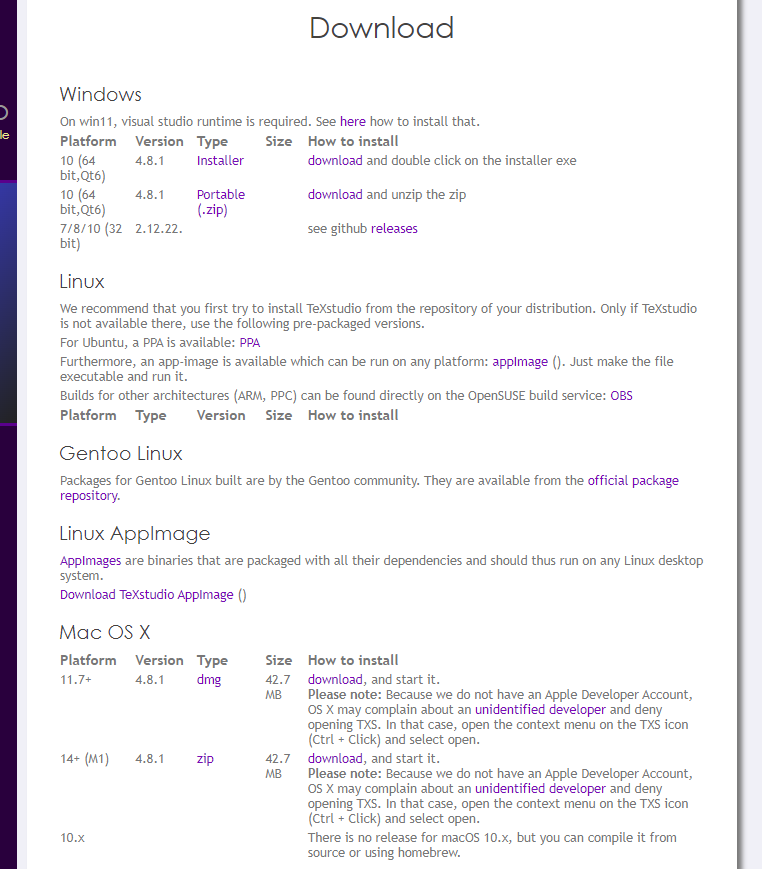 Download
le
Windows
On win11, visual studio runtime is required. See here how to install that.
Platform Version Type Size How to install
10 (64 4.8.1 Installer download and double click on the installer exe
bit,Qt6)
10 (64 4.8.1 Portable download and unzip the zip
bit,Qt6) (.zip)
7/8/10 (32 2.12.22. see github releases
bit)
Linux
We recommend that you first try to install TeXstudio from the repository of your distribution. Only if TeXstudio
is not available there, use the following pre-packaged versions.
For Ubuntu, a PPA is available: PPA
Furthermore, an app-image is available which can be run on any platform: appImage (). Just make the file
executable and run it.
Builds for other architectures (ARM, PPC) can be found directly on the OpenSUSE build service: OBS
Platform Type Version Size How to install
Gentoo Linux
Packages for Gentoo Linux built are by the Gentoo community. They are available from the official package
repository.
Linux AppImage
AppImages are binaries that are packaged with all their dependencies and should thus run on any Linux desktop
system.
Download TeXstudio AppImage ()
Mac OS X
Platform Version Type Size How to install
11.7+ 4.8.1 dmg 42.7 download, and start it.
MB Please note: Because we do not have an Apple Developer Account,
OS X may complain about an unidentified developer and deny
opening TXS. In that case, open the context menu on the TXS icon
(Ctrl + Click) and select open.
14+ (M1) 4.8.1 zip 42.7 download, and start it.
MB Please note: Because we do not have an Apple Developer Account,
OS X may complain about an unidentified developer and deny
opening TXS. In that case, open the context menu on the TXS icon
(Ctrl + Click) and select open.
10.x There is no release for macOS 10.x, but you can compile it from
source or using homebrew.